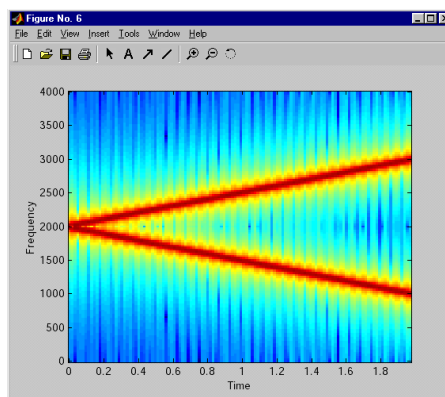 Figure No. 6
File Edit View Insert Tools Window Help
A
4000
3500
3000
2500
2000
1500
1000
500
0
Frequency
0 0.2 0.4 0.6 0.8 1 1.2 1.4 1.6 1.8
Time